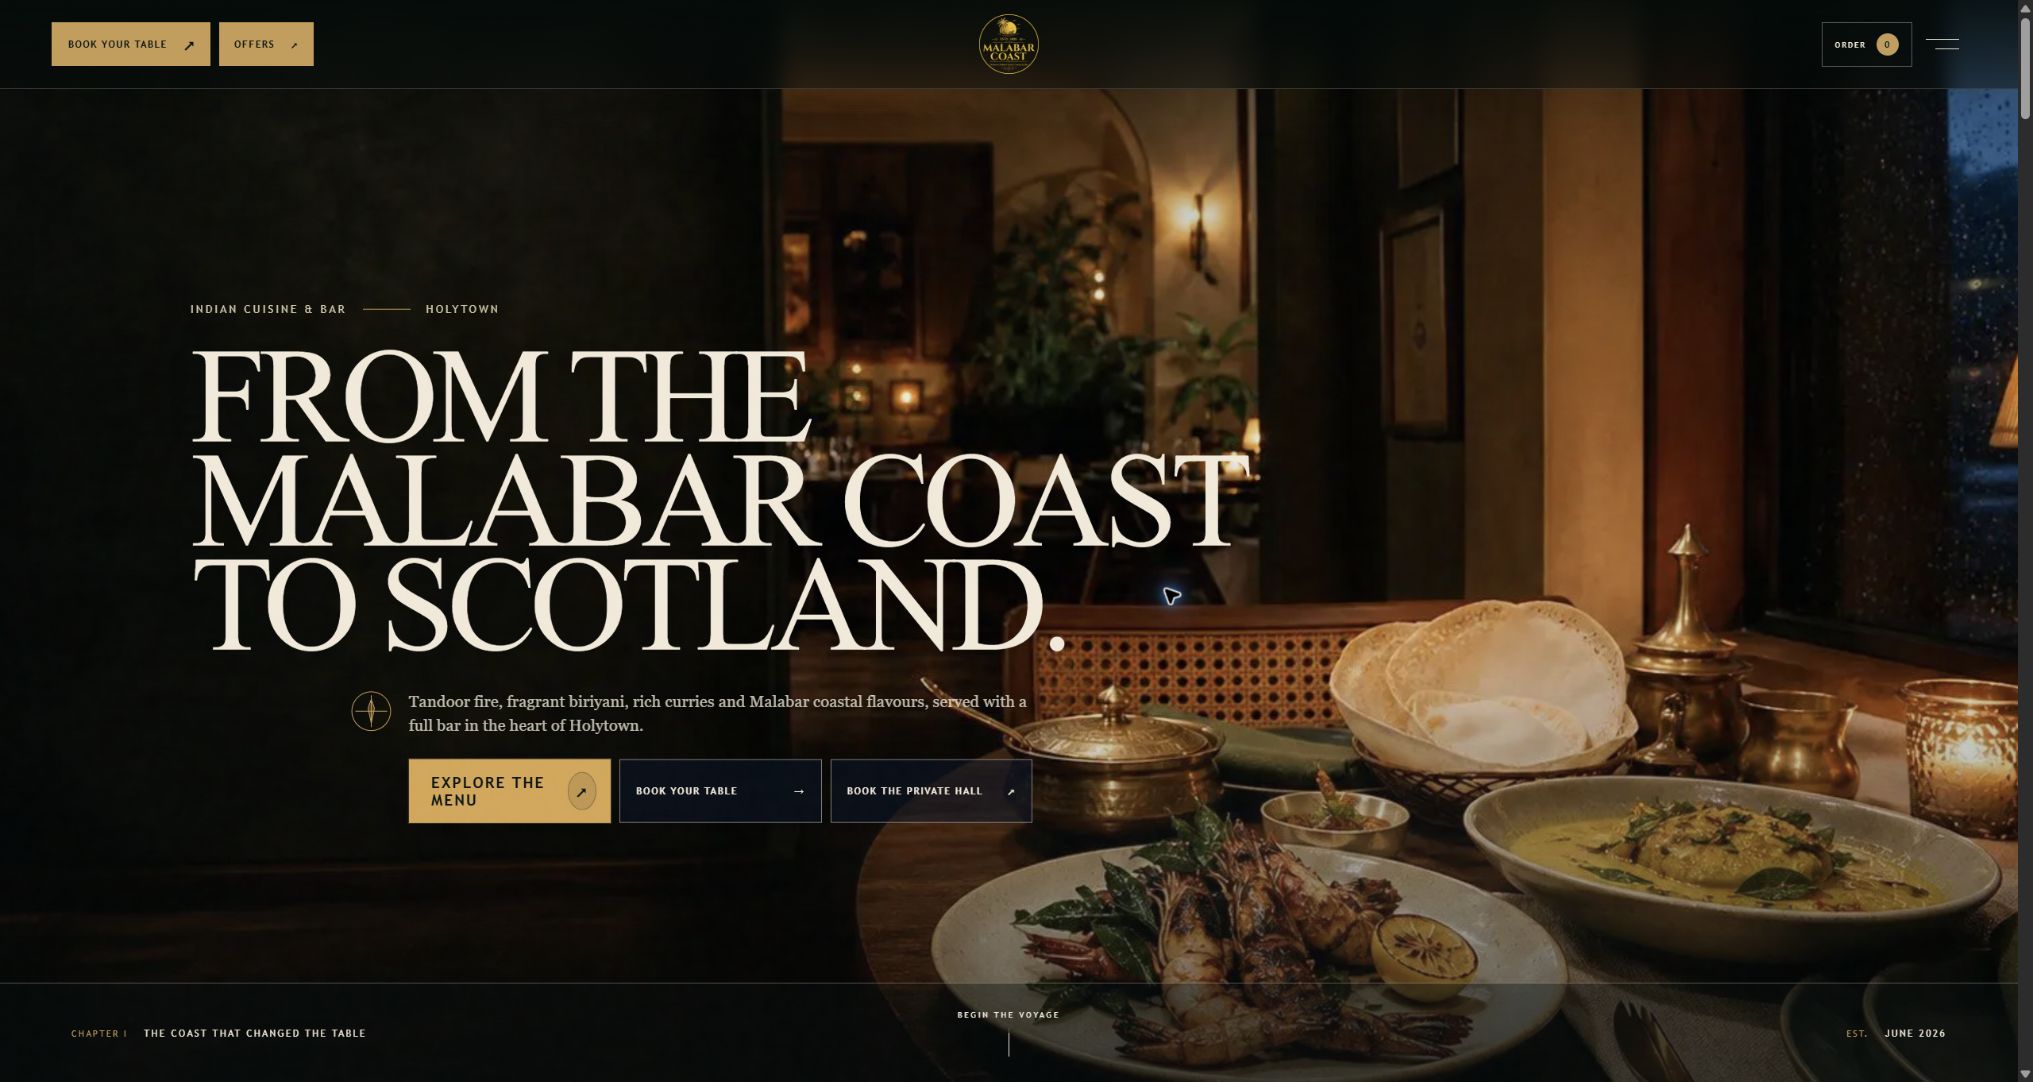 BOOK YOUR TABLE ↗
OFFERS ↗
MALABAR
COAST
ORDER 0
INDIAN CUISINE & BAR — HOLYTOWN
FROM THE
MALABAR COAST
TO SCOTLAND.
Tandoor fire, fragrant biriyani, rich curries and Malabar coastal flavours, served with a
full bar in the heart of Holytown.
EXPLORE THE
MENU ↗
BOOK YOUR TABLE →
BOOK THE PRIVATE HALL ↗
CHAPTER I THE COAST THAT CHANGED THE TABLE
BEGIN THE VOYAGE
EST. JUNE 2026